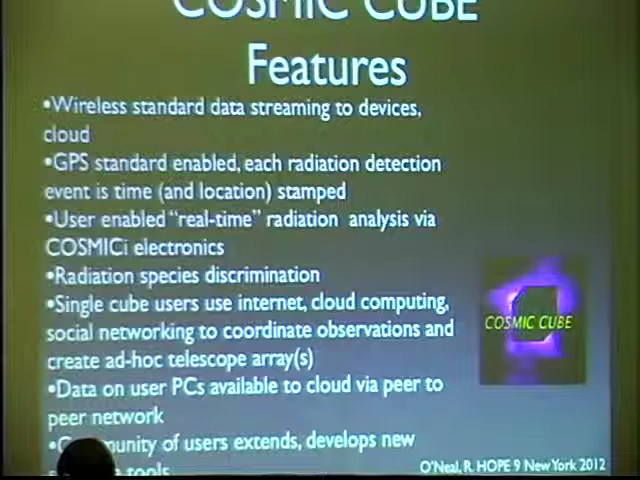 COSMIC CUBE
Features
•Wireless standard data streaming to devices,
cloud
•GPS standard enabled, each radiation detection
event is time (and location) stamped
•User enabled "real-time" radiation analysis via
COSMICi electronics
•Radiation species discrimination
•Single cube users use internet, cloud computing,
social networking to coordinate observations and
create ad-hoc telescope array(s)
•Data on user PCs available to cloud via peer to
peer network
of users extends, develops new
tools
COSMIC CUBE
O'Neal, R. HOPE 9 New York 2012